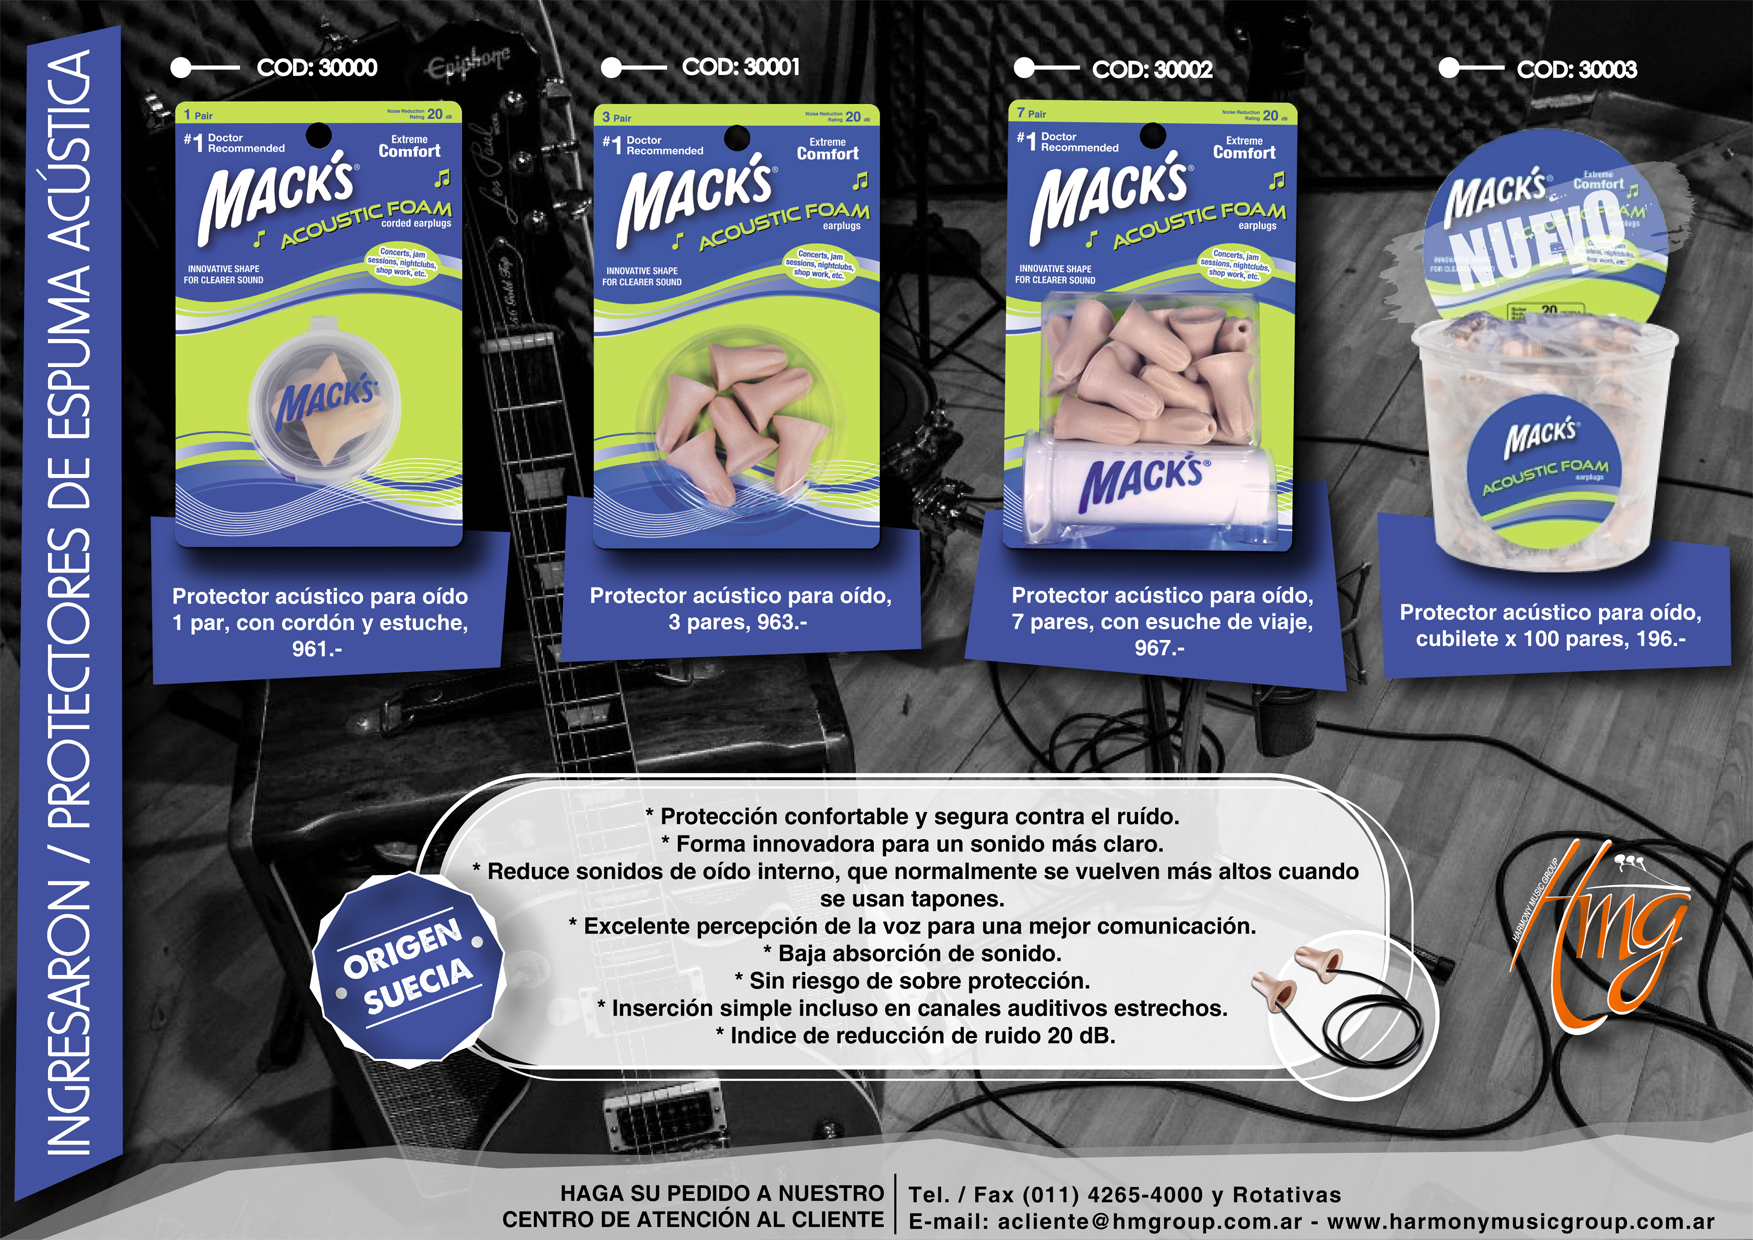 INGRESARON / PROTECTORES DE ESPUMA ACÚSTICA
COD: 30000
Epiphone
Les Paul
1 Pair
Noise Reduction
Rating 20 dB
#1 Doctor
Recommended
Extreme
Comfort
MACK'S®
ACOUSTIC FOAM
corded earplugs
Concerts, jam
sessions, nightclubs,
shop work, etc.
INNOVATIVE SHAPE
FOR CLEARER SOUND
MACK'S
Protector acústico para oído
1 par, con cordón y estuche,
961.-
COD: 30001
3 Pair
Noise Reduction
Rating 20 dB
#1 Doctor
Recommended
Extreme
Comfort
MACK'S®
ACOUSTIC FOAM
earplugs
Concerts, jam
sessions, nightclubs,
shop work, etc.
INNOVATIVE SHAPE
FOR CLEARER SOUND
Protector acústico para oído,
3 pares, 963.-
COD: 30002
7 Pair
Noise Reduction
Rating 20 dB
#1 Doctor
Recommended
Extreme
Comfort
MACK'S®
ACOUSTIC FOAM
earplugs
Concerts, jam
sessions, nightclubs,
shop work, etc.
INNOVATIVE SHAPE
FOR CLEARER SOUND
MACK'S®
Protector acústico para oído,
7 pares, con esuche de viaje,
967.-
COD: 30003
Extreme
Comfort
MACK'S®
ACOUSTIC FOAM
NUEVO
20
MACK'S
ACOUSTIC FOAM
earplugs
Protector acústico para oído,
cubilete x 100 pares, 196.-
* Protección confortable y segura contra el ruído.
* Forma innovadora para un sonido más claro.
* Reduce sonidos de oído interno, que normalmente se vuelven más altos cuando
se usan tapones.
* Excelente percepción de la voz para una mejor comunicación.
* Baja absorción de sonido.
* Sin riesgo de sobre protección.
* Inserción simple incluso en canales auditivos estrechos.
* Indice de reducción de ruido 20 dB.
ORIGEN
SUECIA
HARMONY MUSIC GROUP
Hmg
HAGA SU PEDIDO A NUESTRO
CENTRO DE ATENCIÓN AL CLIENTE
Tel. / Fax (011) 4265-4000 y Rotativas
E-mail: acliente@hmgroup.com.ar - www.harmonymusicgroup.com.ar